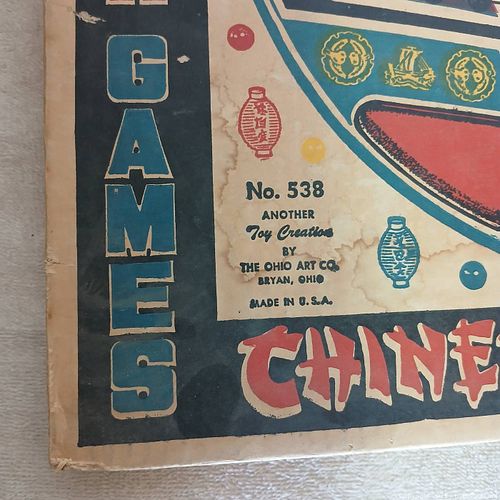 GAMES
No. 538
ANOTHER
Toy Creation
BY
THE OHIO ART CO.
BRYAN, OHIO
MADE IN U.S.A.
CHINE